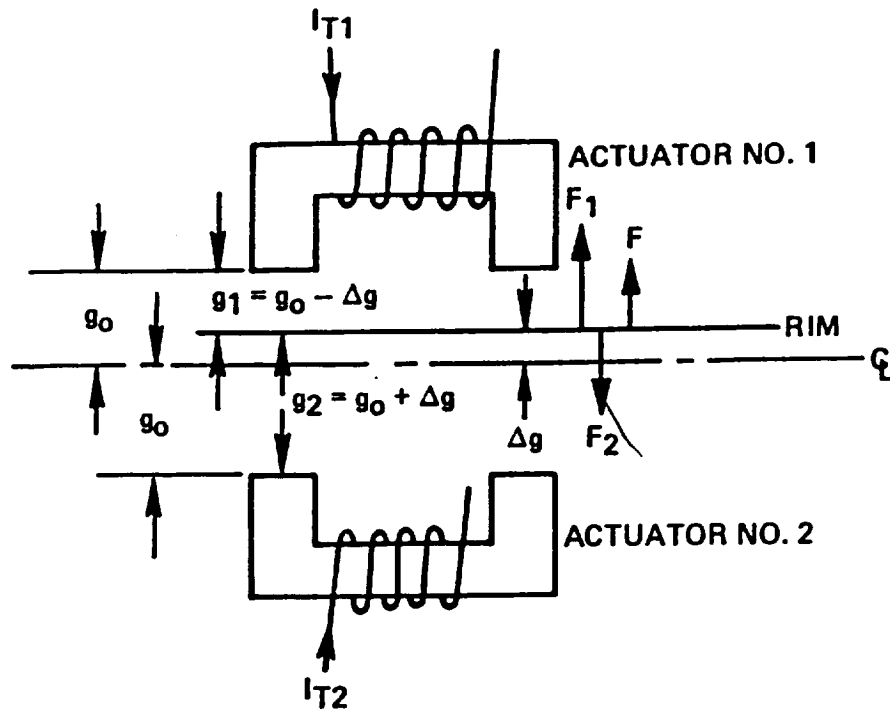 I_T1
ACTUATOR NO. 1
F_1
F
g_1 = g_o − Δg
g_o
RIM
℄
g_2 = g_o + Δg
g_o
Δg
F_2
ACTUATOR NO. 2
I_T2